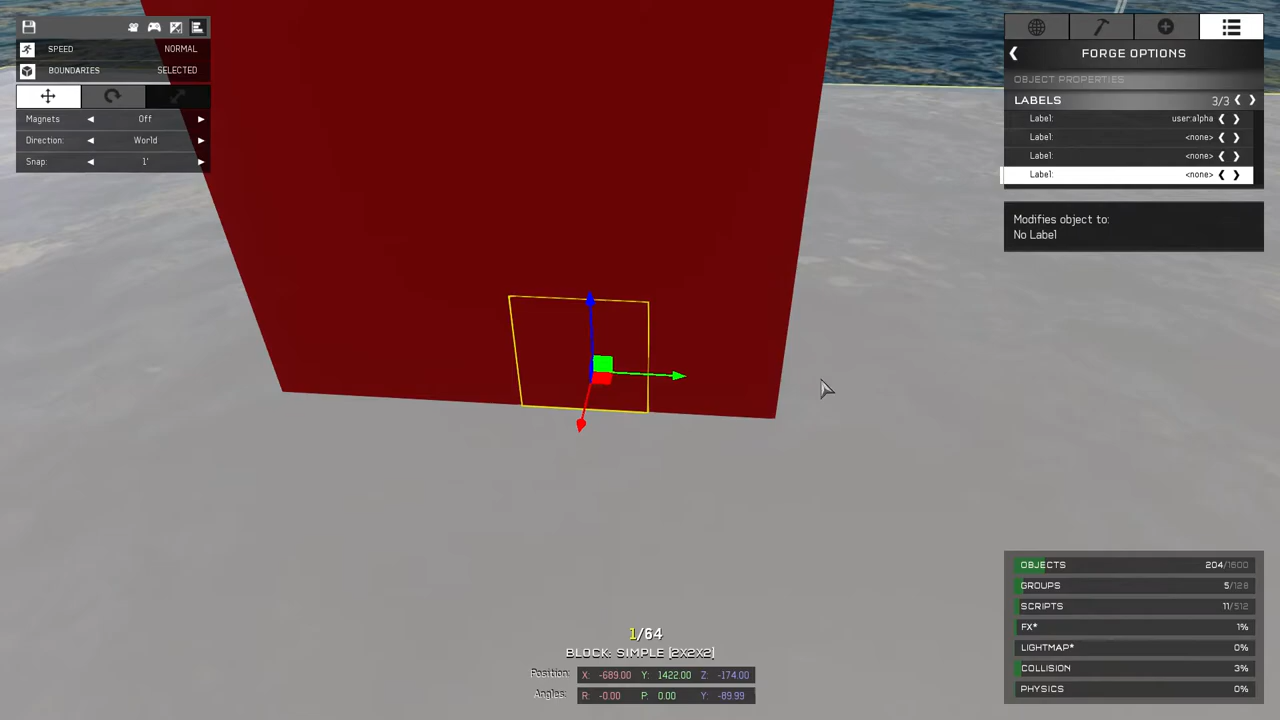 SPEED NORMAL
BOUNDARIES SELECTED
Magnets Off
Direction: World
Snap: 1'
FORGE OPTIONS
OBJECT PROPERTIES
LABELS 3/3
Label: user:alpha
Label: <none>
Label: <none>
Label: <none>
Modifies object to:
No Label
OBJECTS 204/1600
GROUPS 5/128
SCRIPTS 11/512
FX* 1%
LIGHTMAP* 0%
COLLISION 3%
PHYSICS 0%
1/64
BLOCK: SIMPLE [2X2X2]
Position: X: -689.00 Y: 1422.00 Z: -174.00
Angles: R: -0.00 P: 0.00 Y: -89.99